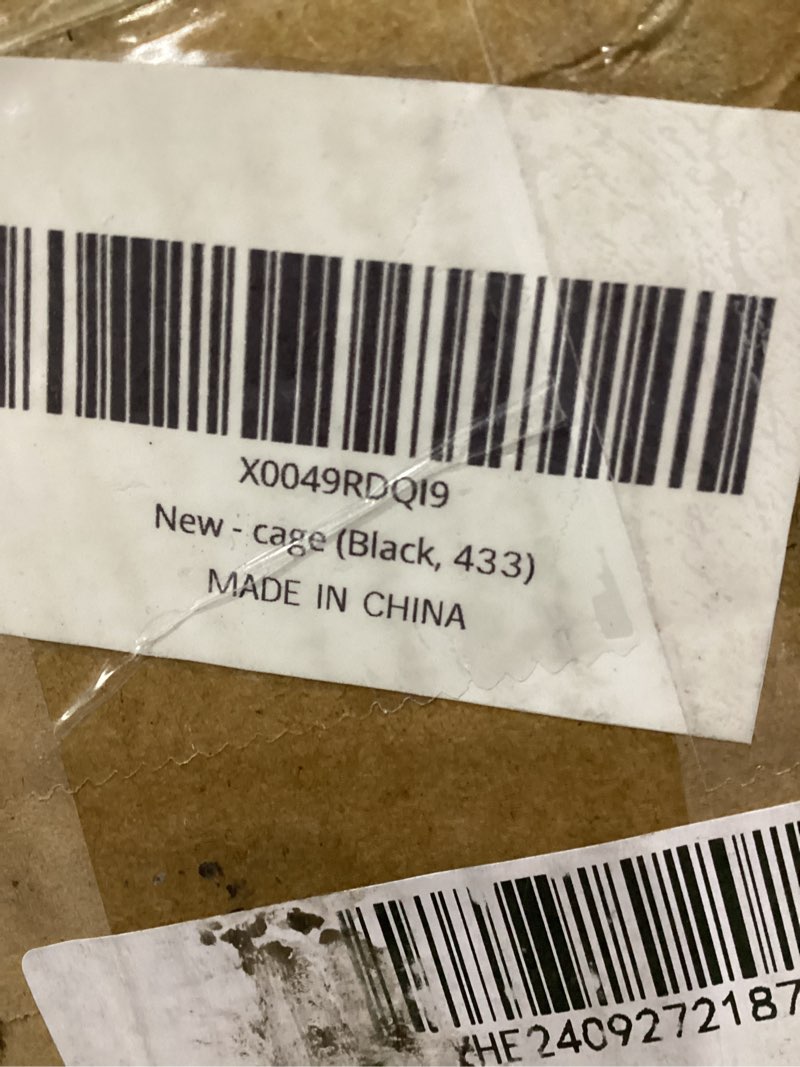 X0049RDQI9
New - cage (Black, 433)
MADE IN CHINA
HE2409272187